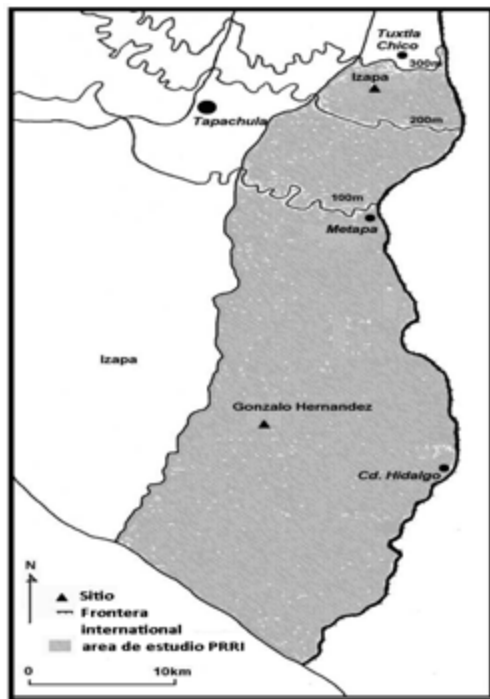 Tuxtla
Chico
300m
Izapa
200m
Tapachula
100m
Metapa
Izapa
Gonzalo Hernandez
Cd. Hidalgo
N
Sitio
Frontera
international
area de estudio PRRI
0 10km